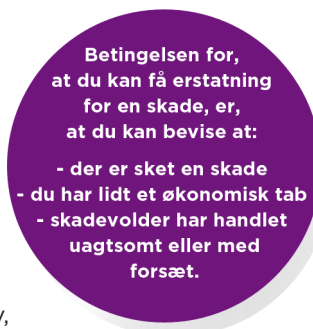 Betingelsen for,
at du kan få erstatning
for en skade, er,
at du kan bevise at:
- der er sket en skade
- du har lidt et økonomisk tab
- skadevolder har handlet
uagtsomt eller med
forsæt.